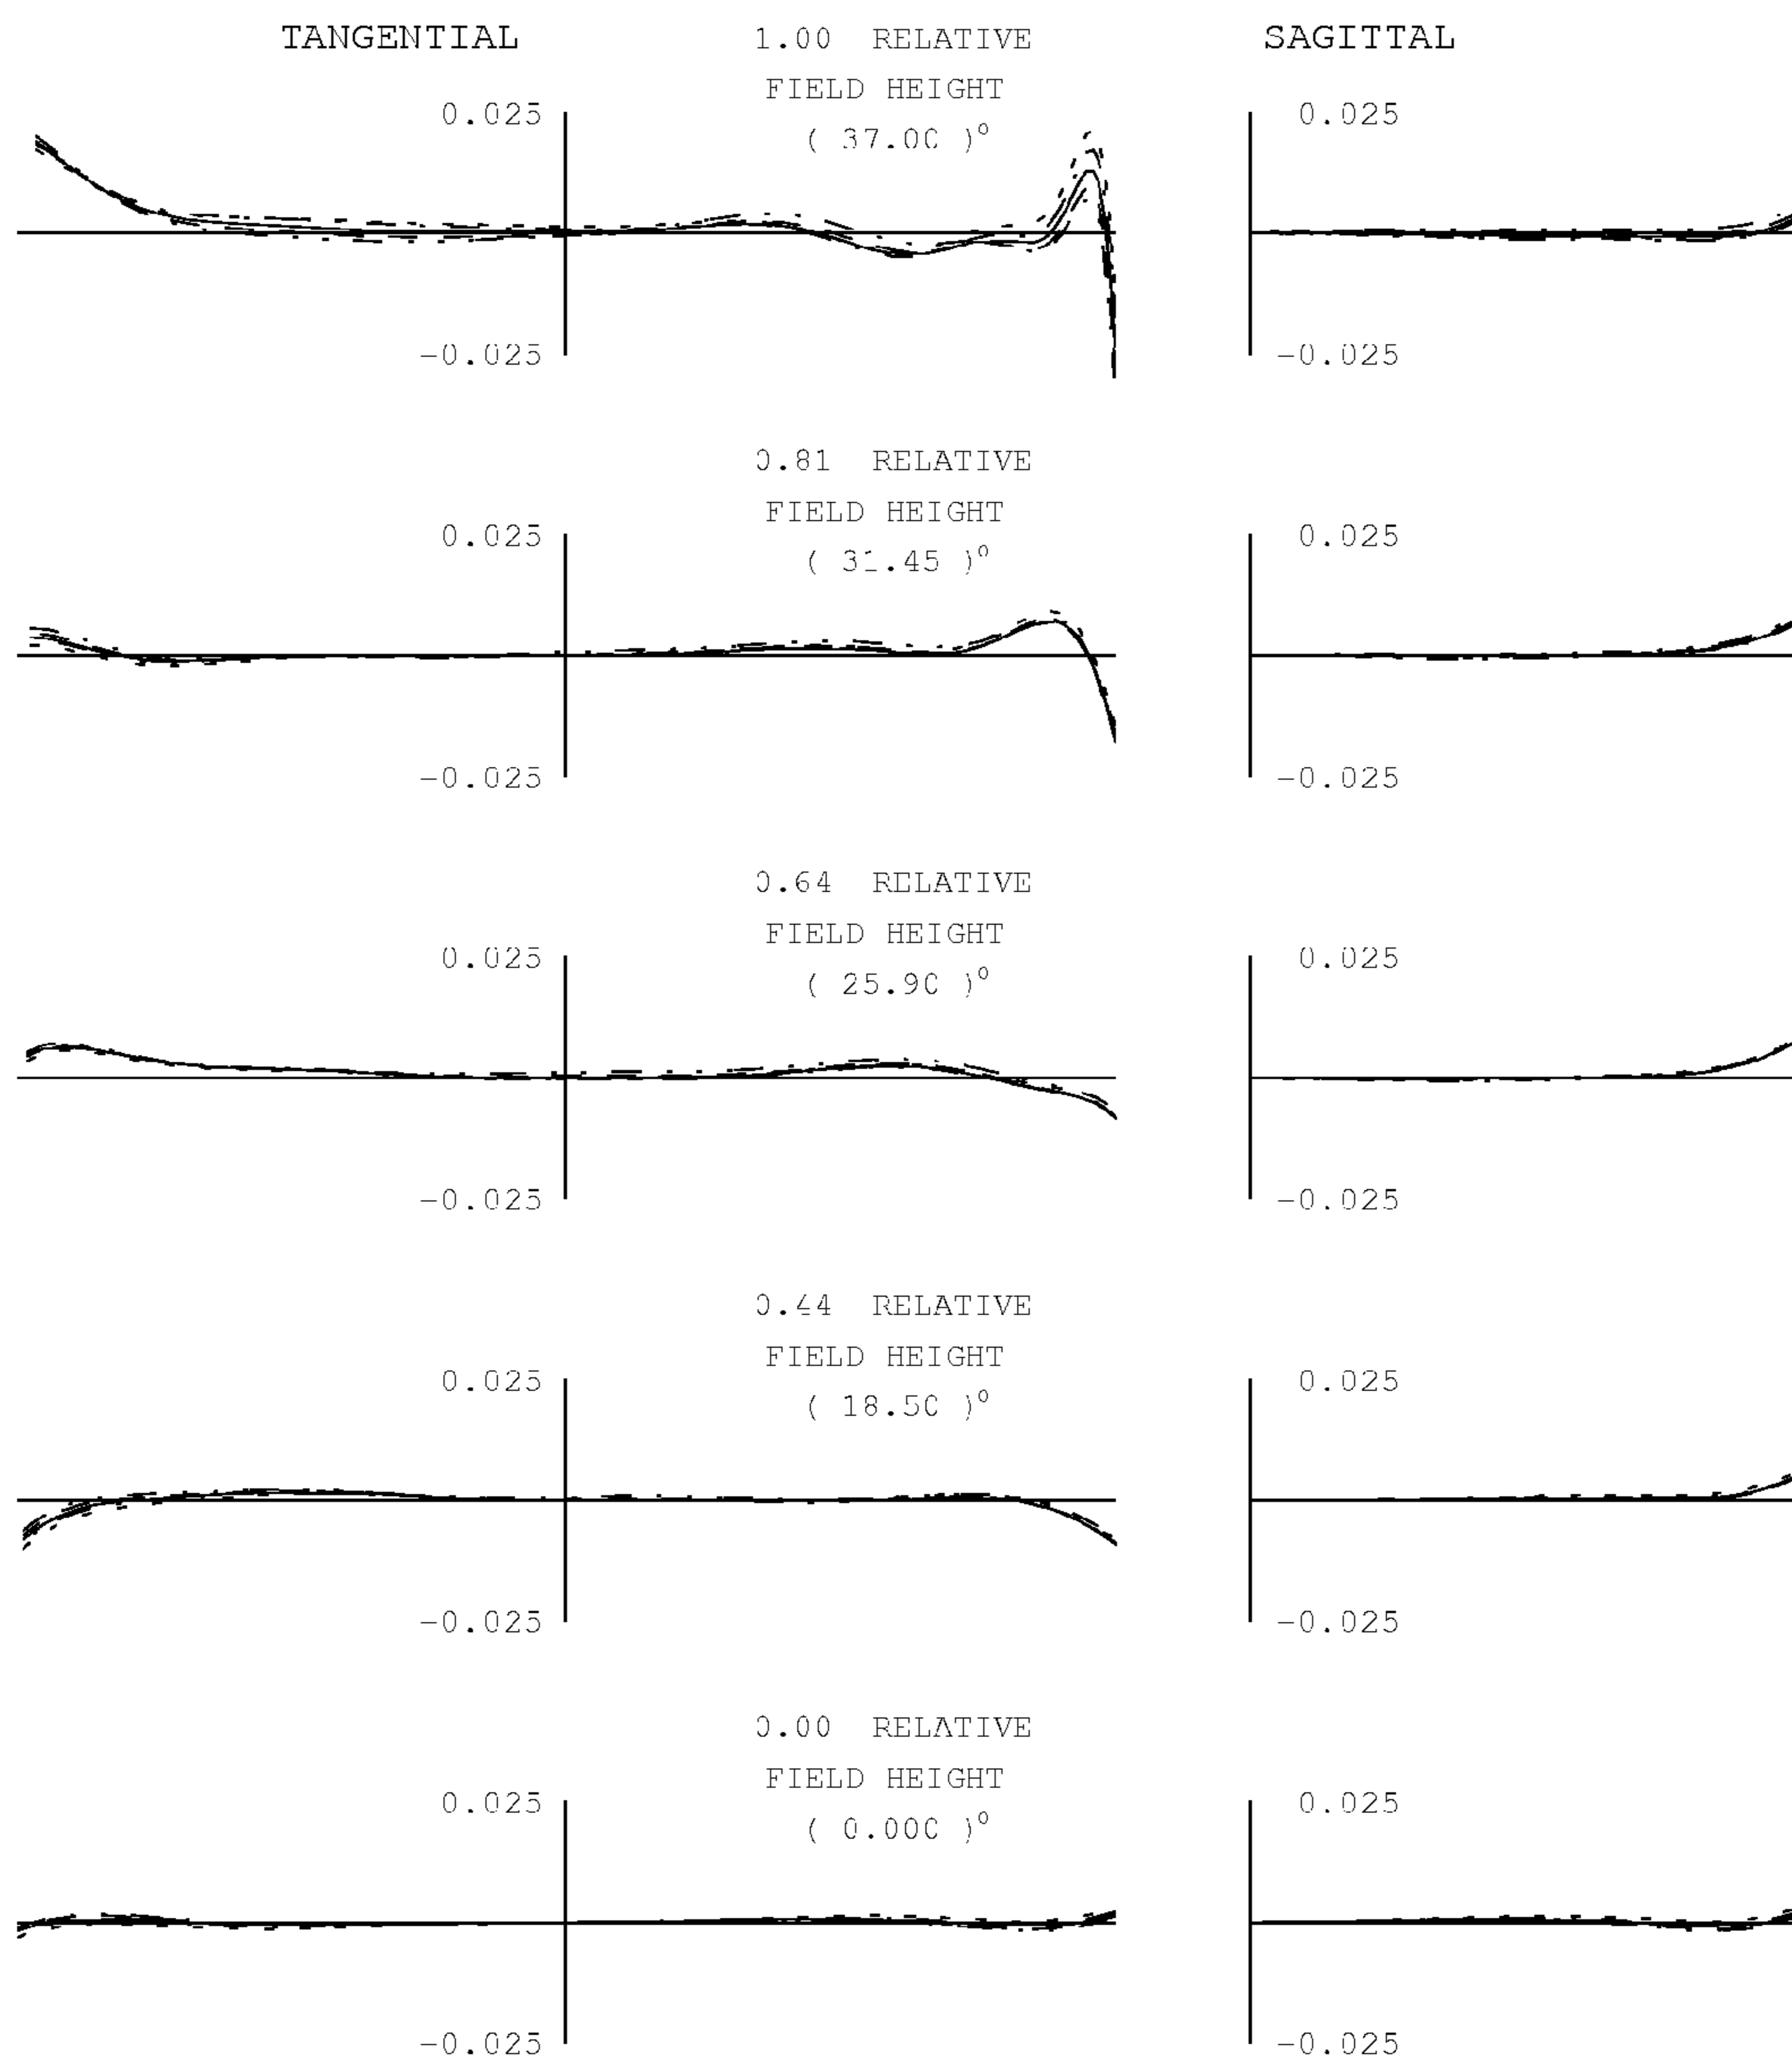 TANGENTIAL 1.00 RELATIVE SAGITTAL
FIELD HEIGHT
0.025 ( 37.00 )° 0.025
-0.025 -0.025
0.81 RELATIVE
FIELD HEIGHT
0.025 ( 31.45 )° 0.025
-0.025 -0.025
0.64 RELATIVE
FIELD HEIGHT
0.025 ( 25.90 )° 0.025
-0.025 -0.025
0.44 RELATIVE
FIELD HEIGHT
0.025 ( 18.50 )° 0.025
-0.025 -0.025
0.00 RELATIVE
FIELD HEIGHT
0.025 ( 0.000 )° 0.025
-0.025 -0.025